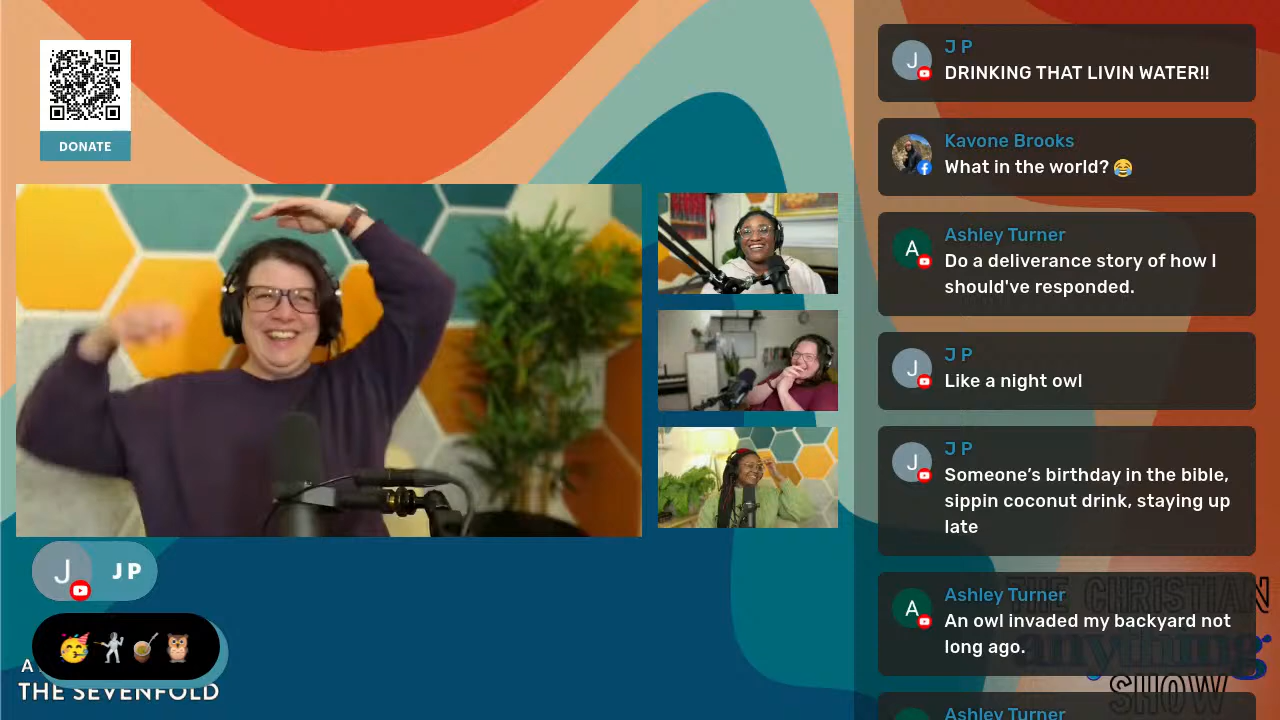 DONATE
J
J P
A
THE SEVENFOLD
J
J P
DRINKING THAT LIVIN WATER!!
Kavone Brooks
What in the world? 😂
A
Ashley Turner
Do a deliverance story of how I
should've responded.
J
J P
Like a night owl
J
J P
Someone’s birthday in the bible,
sippin coconut drink, staying up
late
A
Ashley Turner
An owl invaded my backyard not
long ago.
Ashley Turner
THE CHRISTIAN
anything
SHOW